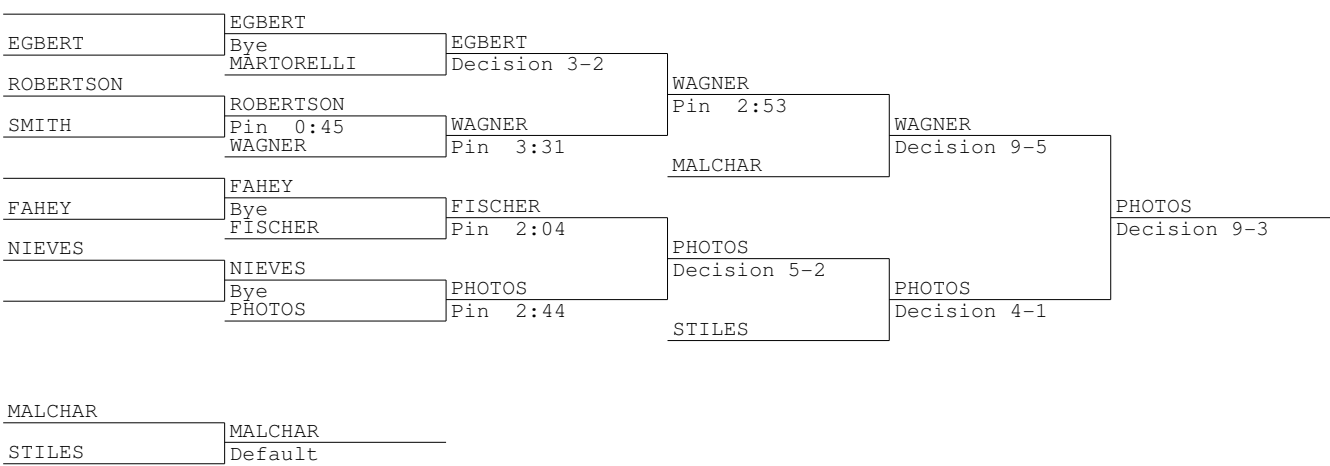 EGBERT
EGBERT
Bye
MARTORELLI
EGBERT
Decision 3-2
ROBERTSON
WAGNER
Pin 2:53
ROBERTSON
SMITH
Pin 0:45
WAGNER
WAGNER
Pin 3:31
WAGNER
Decision 9-5
MALCHAR
FAHEY
FAHEY
Bye
FISCHER
FISCHER
Pin 2:04
PHOTOS
Decision 9-3
NIEVES
PHOTOS
Decision 5-2
NIEVES
Bye
PHOTOS
PHOTOS
Pin 2:44
PHOTOS
Decision 4-1
STILES
MALCHAR
MALCHAR
STILES
Default